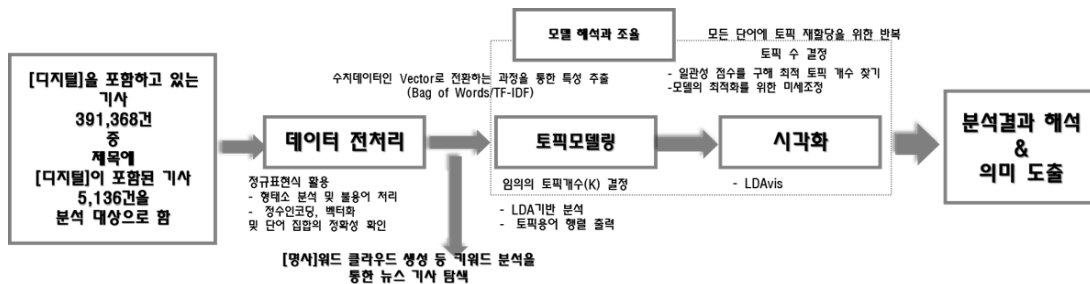 [디지털]을 포함하고 있는
기사
391,368건
중
제목에
[디지털]이 포함된 기사
5,136건을
분석 대상으로 함
데이터 전처리
정규표현식 활용
- 형태소 분석 및 불용어 처리
- 정수인코딩, 벡터화
및 단어 집합의 정확성 확인
수치데이터인 Vector로 전환하는 과정을 통한 특성 추출
(Bag of Words/TF-IDF)
[명사]워드 클라우드 생성 등 키워드 분석을
통한 뉴스 기사 탐색
모델 해석과 조율
모든 단어에 토픽 재할당을 위한 반복
토픽 수 결정
- 일관성 점수를 구해 최적 토픽 개수 찾기
-모델의 최적화를 위한 미세조정
토픽모델링
임의의 토픽개수(K) 결정
- LDA기반 분석
- 토픽용어 행렬 출력
시각화
- LDAvis
분석결과 해석
&
의미 도출